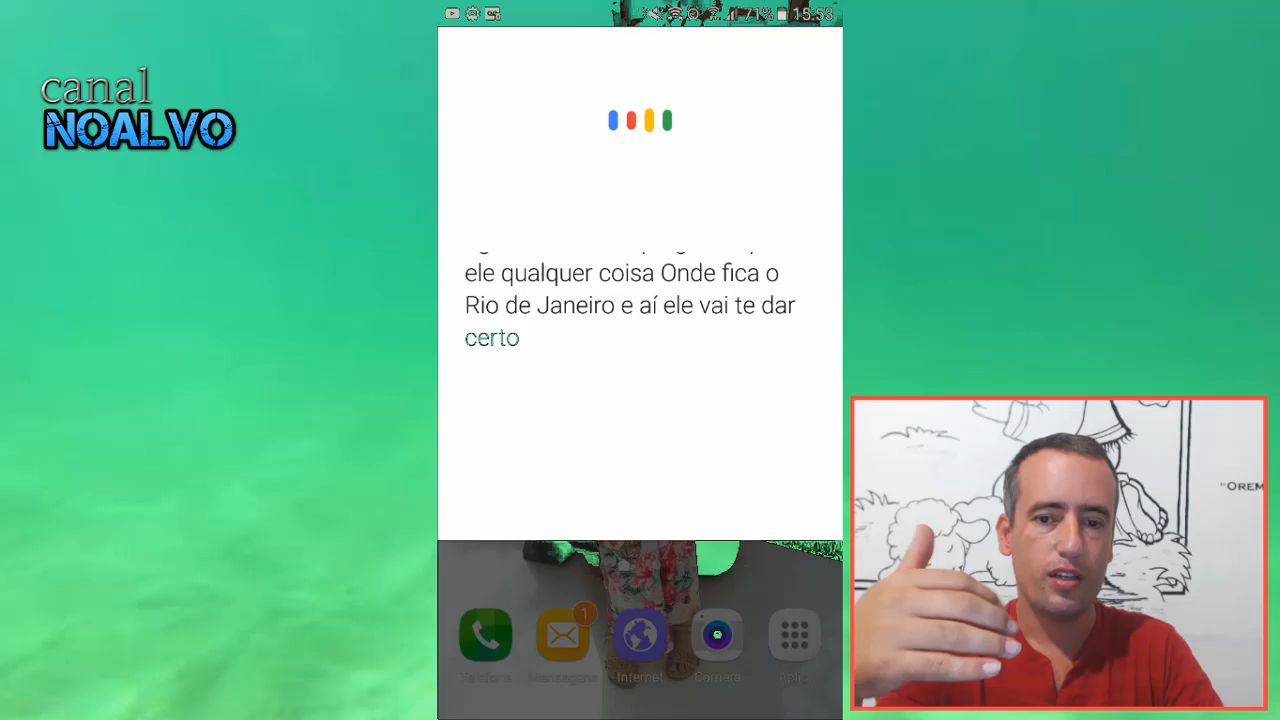 71% 15:53
canal
NOALVO
ele qualquer coisa Onde fica o
Rio de Janeiro e aí ele vai te dar
certo
"OREM
1
Telefone Mensagens Internet Câmera Aplic.